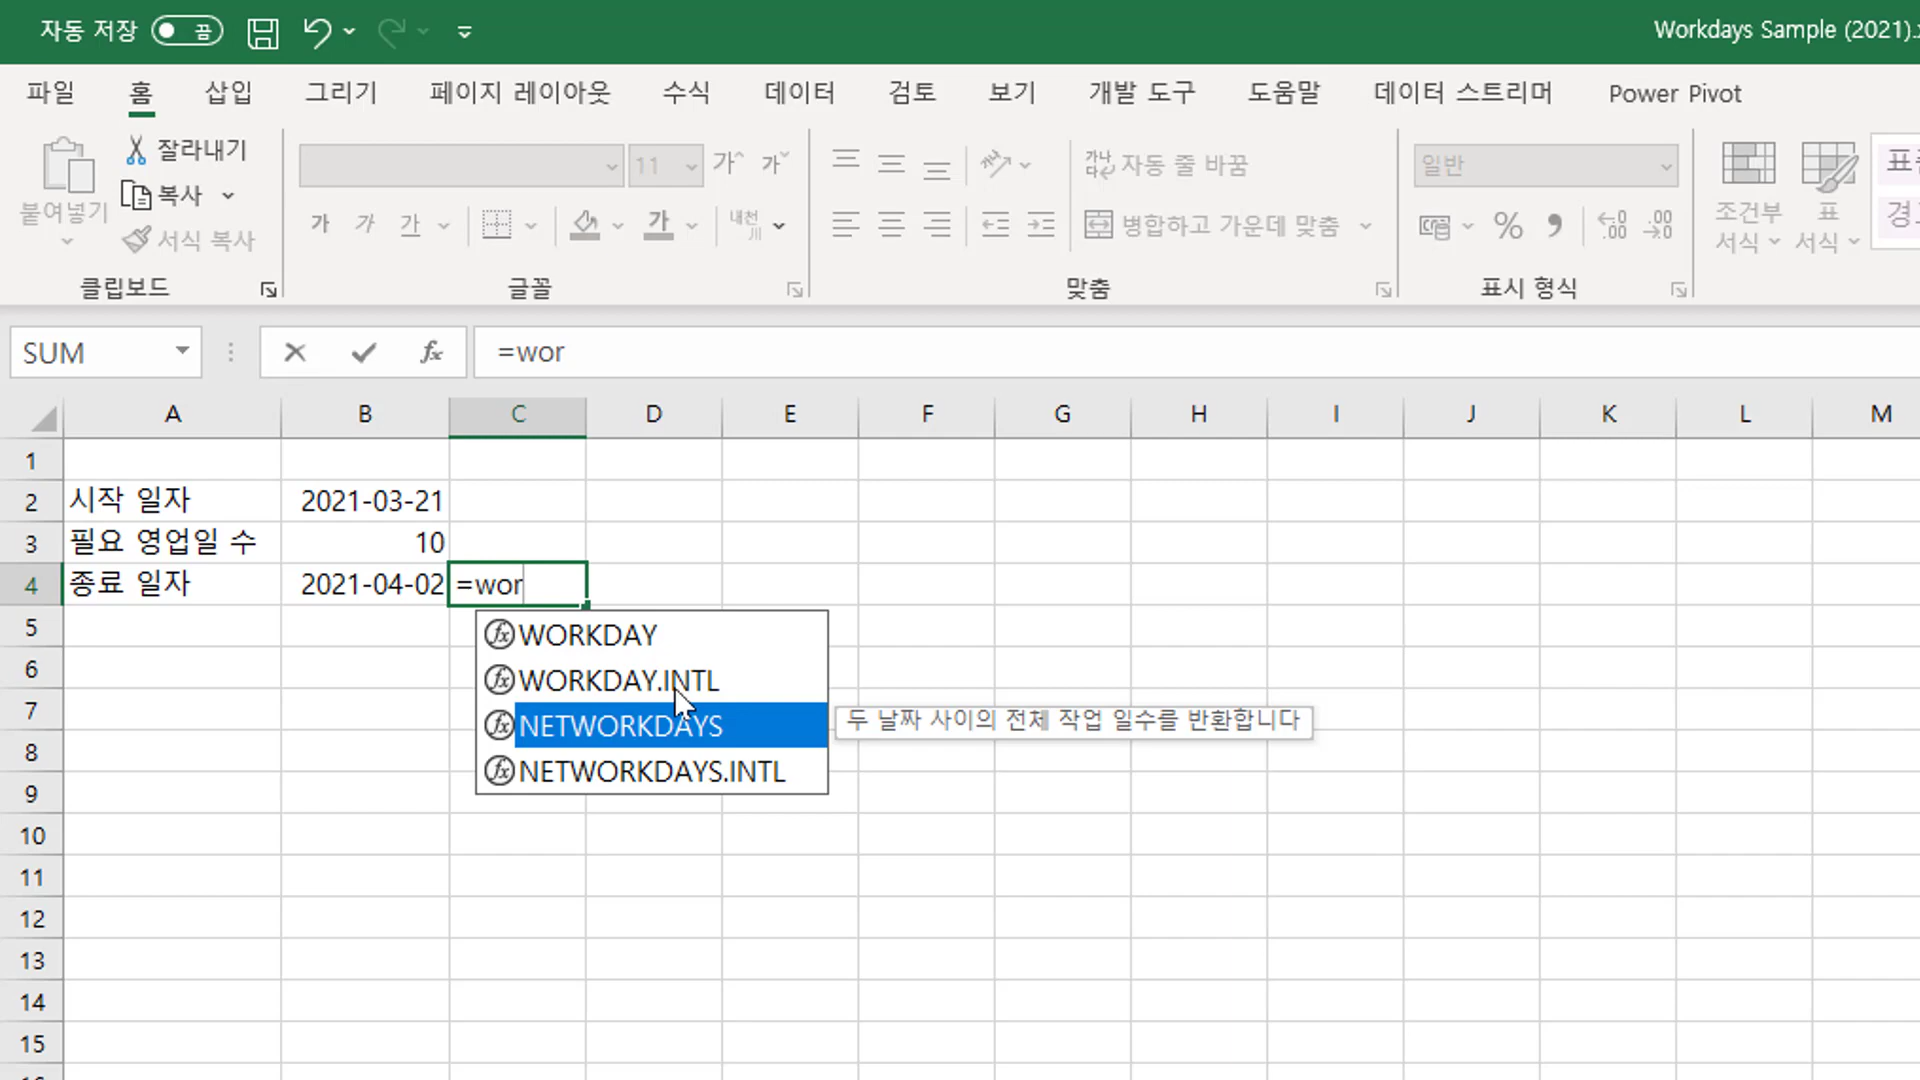 자동 저장 끔 Workdays Sample (2021).
파일 홈 삽입 그리기 페이지 레이아웃 수식 데이터 검토 보기 개발 도구 도움말 데이터 스트리머 Power Pivot
붙여넣기 잘라내기
복사
서식 복사
클립보드
11 가 가
가 가 가 가 내천
글꼴
가나 자동 줄 바꿈
병합하고 가운데 맞춤
맞춤
일반
% .00 .00
표시 형식
조건부 서식
표 서식
SUM fx =wor
A B C D E F G H I J K L M
1
2 시작 일자 2021-03-21
3 필요 영업일 수 10
4 종료 일자 2021-04-02 =wor
5 WORKDAY
6 WORKDAY.INTL
7 NETWORKDAYS 두 날짜 사이의 전체 작업 일수를 반환합니다
8 NETWORKDAYS.INTL
9
10
11
12
13
14
15